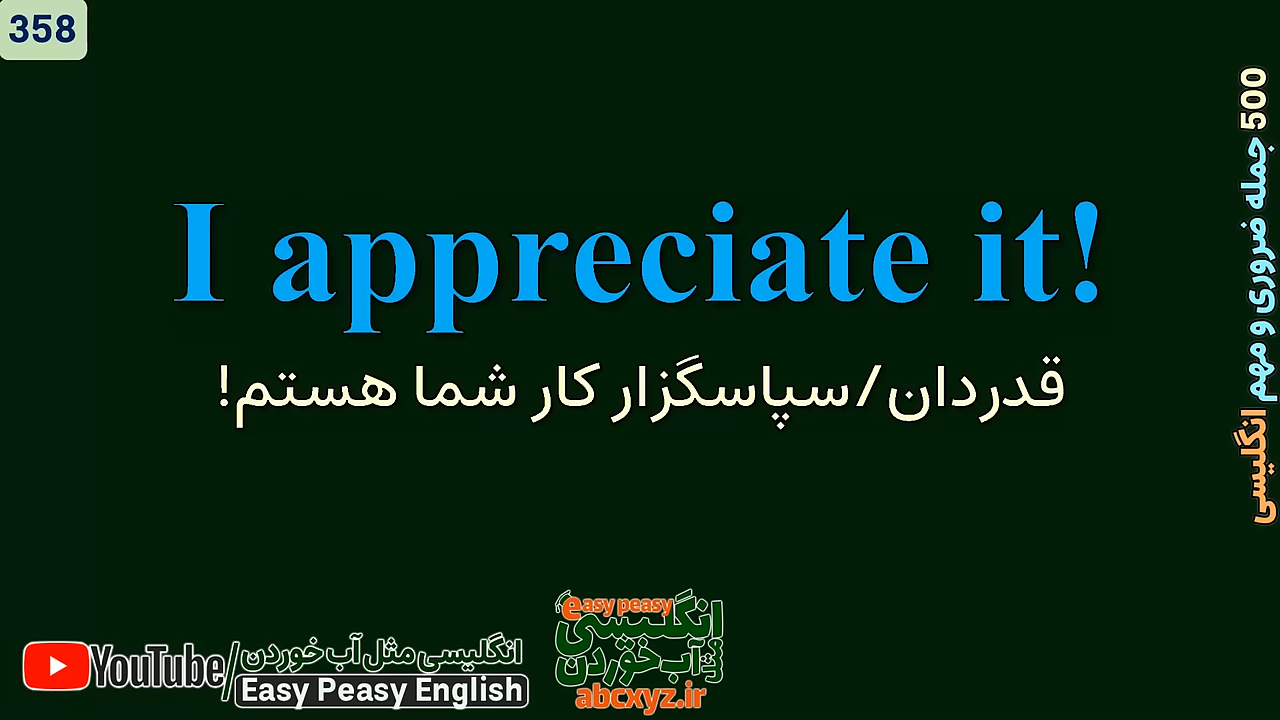 358
500 جمله ضروری و مهم انگلیسی
I appreciate it!
قدردان/سپاسگزار کار شما هستم!
YouTube/انگلیسی مثل آب خوردن
Easy Peasy English
easy peasy
انگلیسی
مثل آب خوردن
abcxyz.ir